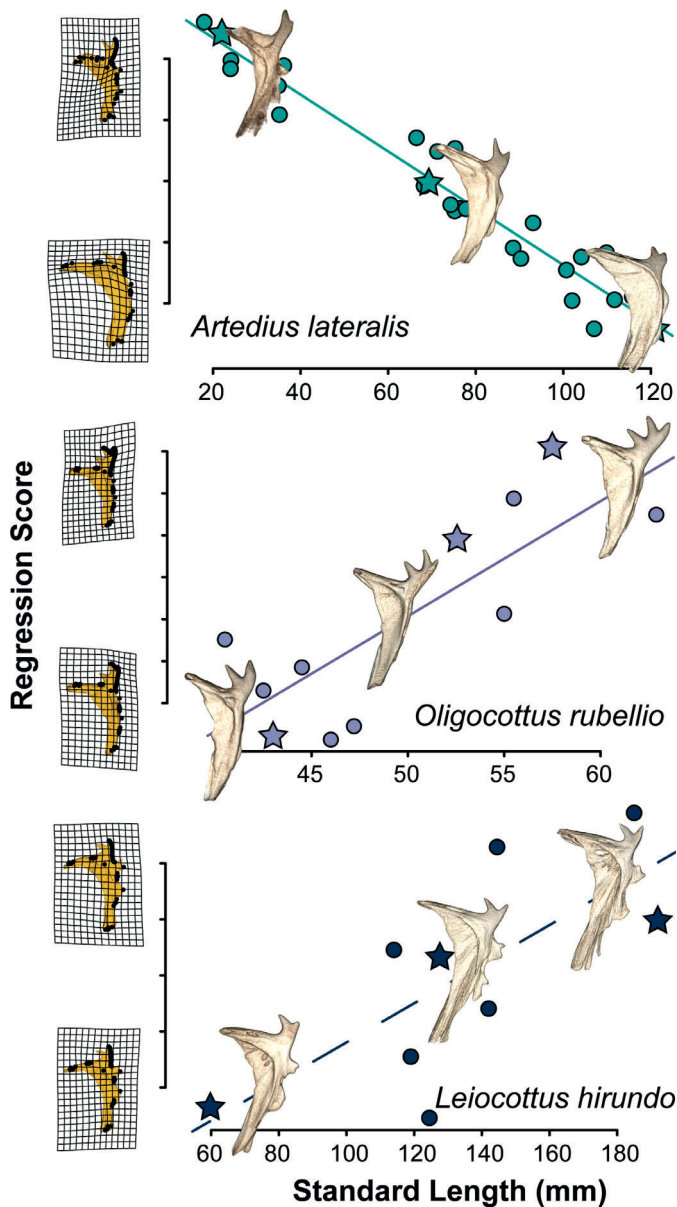 Artedius lateralis
20 40 60 80 100 120
Regression Score
Oligocottus rubellio
45 50 55 60
Leiocottus hirundo
60 80 100 120 140 160 180
Standard Length (mm)